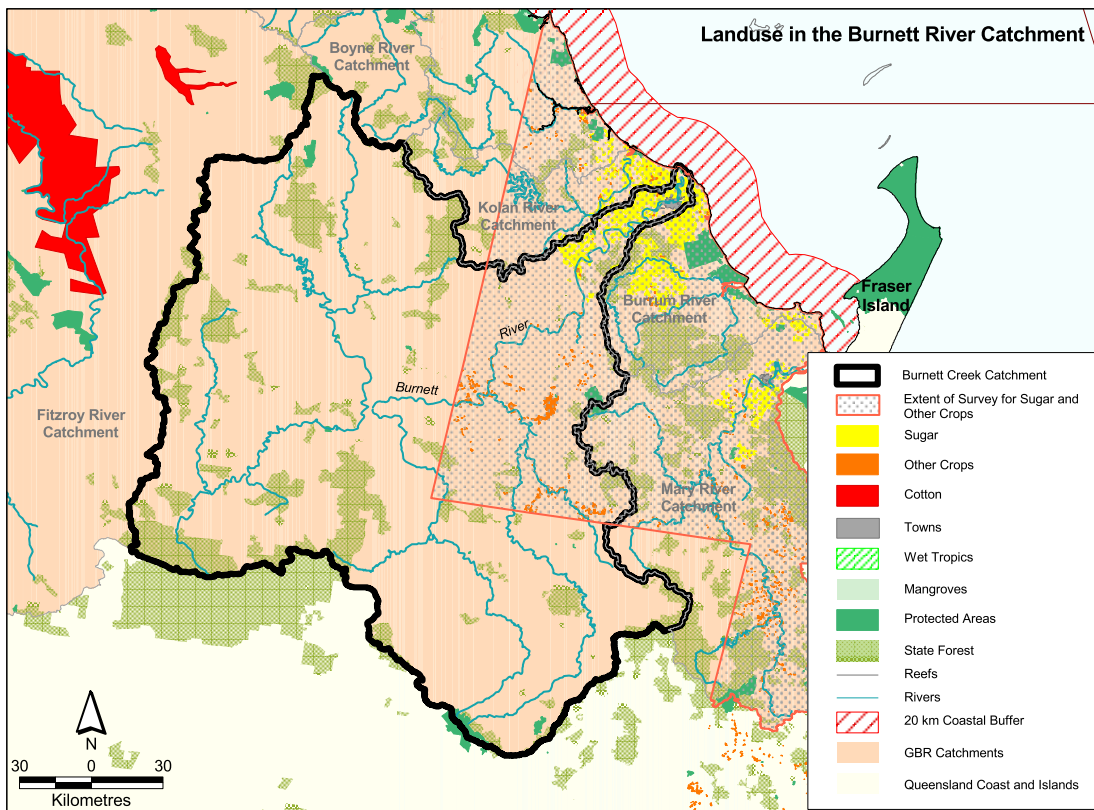 Landuse in the Burnett River Catchment
Boyne River
Catchment
Kolan River
Catchment
Fraser
Island
Burrum River
Catchment
River
Burnett
Fitzroy River
Catchment
Mary River
Catchment
Burnett Creek Catchment
Extent of Survey for Sugar and
Other Crops
Sugar
Other Crops
Cotton
Towns
Wet Tropics
Mangroves
Protected Areas
State Forest
Reefs
Rivers
20 km Coastal Buffer
GBR Catchments
Queensland Coast and Islands
N
30 0 30
Kilometres